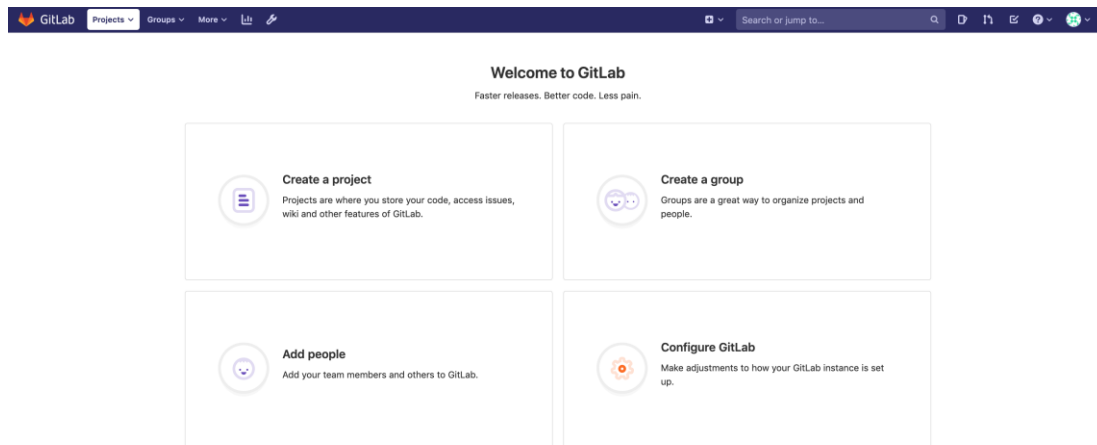 GitLab Projects Groups More Search or jump to...
Welcome to GitLab
Faster releases. Better code. Less pain.
Create a project
Projects are where you store your code, access issues,
wiki and other features of GitLab.
Create a group
Groups are a great way to organize projects and
people.
Add people
Add your team members and others to GitLab.
Configure GitLab
Make adjustments to how your GitLab instance is set
up.